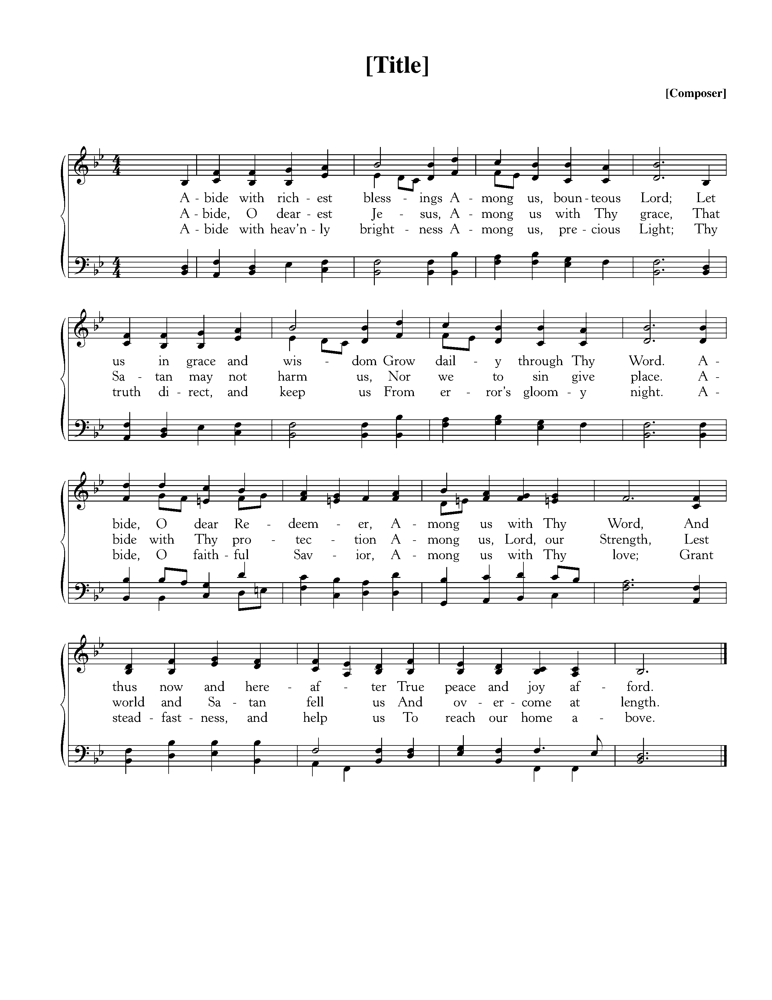 [Title]
[Composer]
A - bide with rich - est bless - ings A - mong us, boun - teous Lord; Let
A - bide, O dear - est Je - sus, A - mong us with Thy grace, That
A - bide with heav'n - ly bright - ness A - mong us, pre - cious Light; Thy
us in grace and wis - dom Grow dail - y through Thy Word. A -
Sa - tan may not harm us, Nor we to sin give place. A -
truth di - rect, and keep us From er - ror's gloom - y night. A -
bide, O dear Re - deem - er, A - mong us with Thy Word, And
bide with Thy pro - tec - tion A - mong us, Lord, our Strength, Lest
bide, O faith - ful Sav - ior, A - mong us with Thy love; Grant
thus now and here - af - ter True peace and joy af - ford.
world and Sa - tan fell us And ov - er - come at length.
stead - fast - ness, and help us To reach our home a - bove.